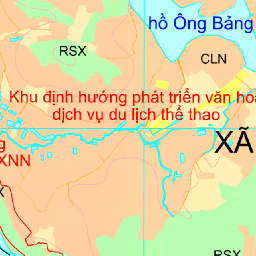 hồ Ông Bảng
RSX
CLN
Khu định hướng phát triển văn hoá
dịch vụ du lịch thể thao
XÃ
XNN
RSX